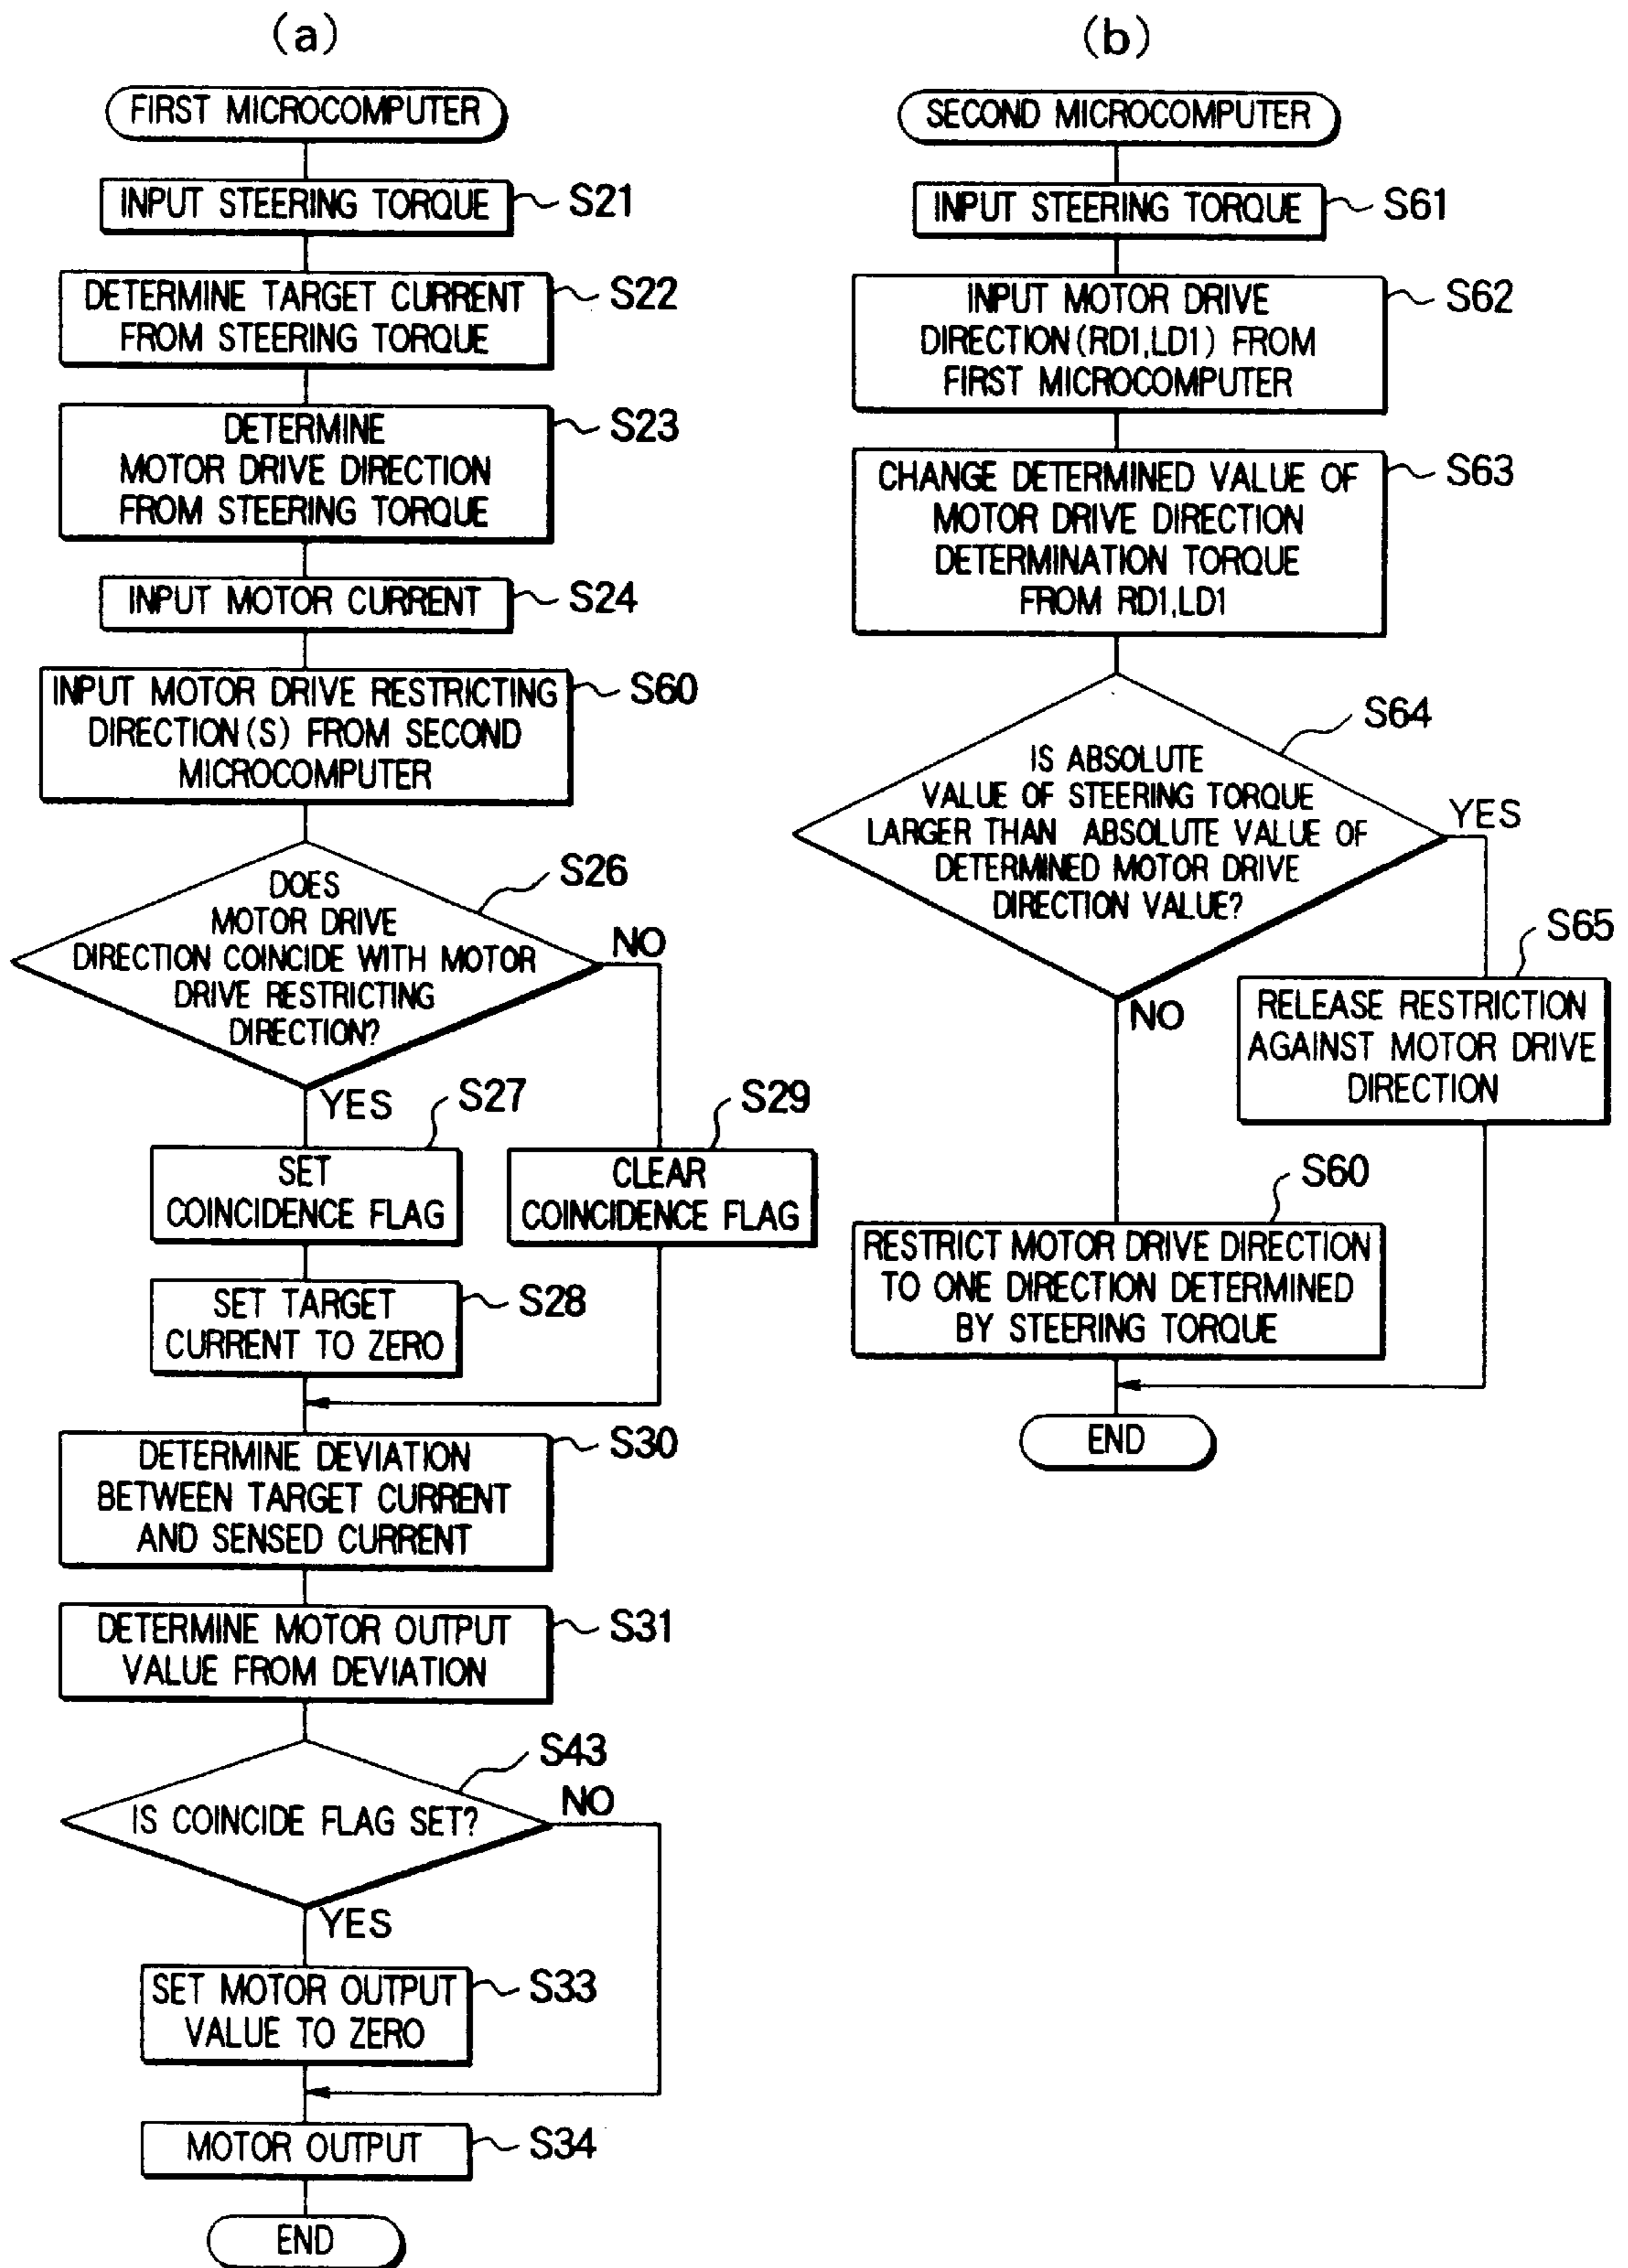 (a)
FIRST MICROCOMPUTER
INPUT STEERING TORQUE
S21
DETERMINE TARGET CURRENT
FROM STEERING TORQUE
S22
DETERMINE
MOTOR DRIVE DIRECTION
FROM STEERING TORQUE
S23
INPUT MOTOR CURRENT
S24
INPUT MOTOR DRIVE RESTRICTING
DIRECTION(S) FROM SECOND
MICROCOMPUTER
S60
DOES
MOTOR DRIVE
DIRECTION COINCIDE WITH MOTOR
DRIVE RESTRICTING
DIRECTION?
S26
NO
YES
SET
COINCIDENCE FLAG
S27
CLEAR
COINCIDENCE FLAG
S29
SET TARGET
CURRENT TO ZERO
S28
DETERMINE DEVIATION
BETWEEN TARGET CURRENT
AND SENSED CURRENT
S30
DETERMINE MOTOR OUTPUT
VALUE FROM DEVIATION
S31
IS COINCIDE FLAG SET?
S43
NO
YES
SET MOTOR OUTPUT
VALUE TO ZERO
S33
MOTOR OUTPUT
S34
END
(b)
SECOND MICROCOMPUTER
INPUT STEERING TORQUE
S61
INPUT MOTOR DRIVE
DIRECTION(RD1,LD1) FROM
FIRST MICROCOMPUTER
S62
CHANGE DETERMINED VALUE OF
MOTOR DRIVE DIRECTION
DETERMINATION TORQUE
FROM RD1,LD1
S63
IS ABSOLUTE
VALUE OF STEERING TORQUE
LARGER THAN ABSOLUTE VALUE OF
DETERMINED MOTOR DRIVE
DIRECTION VALUE?
S64
YES
NO
RELEASE RESTRICTION
AGAINST MOTOR DRIVE
DIRECTION
S65
RESTRICT MOTOR DRIVE DIRECTION
TO ONE DIRECTION DETERMINED
BY STEERING TORQUE
S60
END